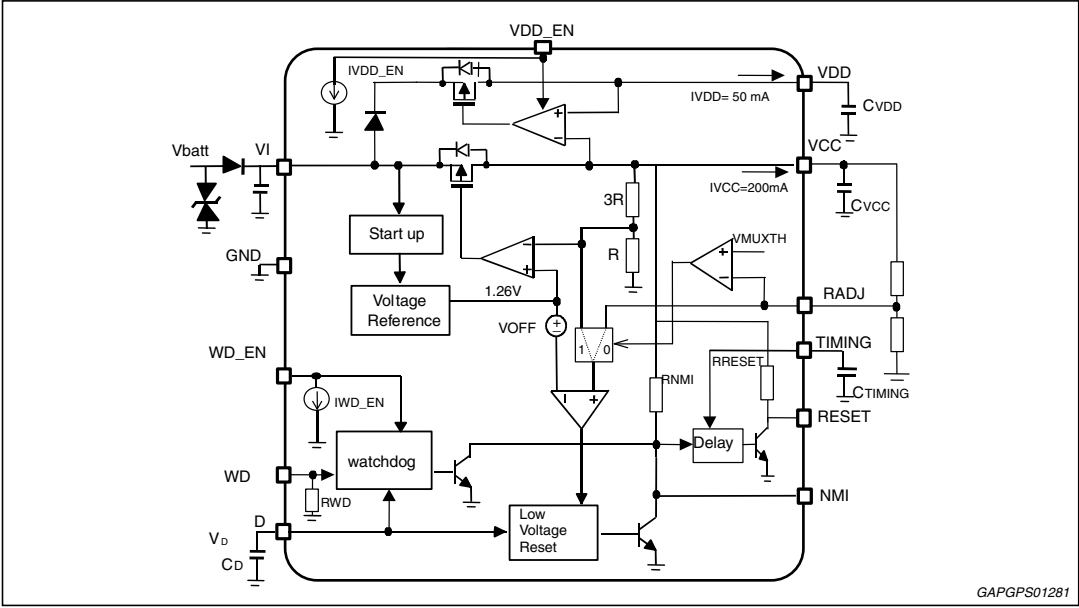 VDD_EN
IVDD_EN
VDD
IVDD= 50 mA
CVDD
Vbatt
VI
VCC
IVCC=200mA
CVCC
3R
R
Start up
VMUXTH
GND
1.26V
Voltage
Reference
VOFF
RADJ
1 0
TIMING
WD_EN
RRESET
RNMI
CTIMING
IWD_EN
RESET
Delay
watchdog
WD
RWD
NMI
D
VD
CD
Low
Voltage
Reset
GAPGPS01281